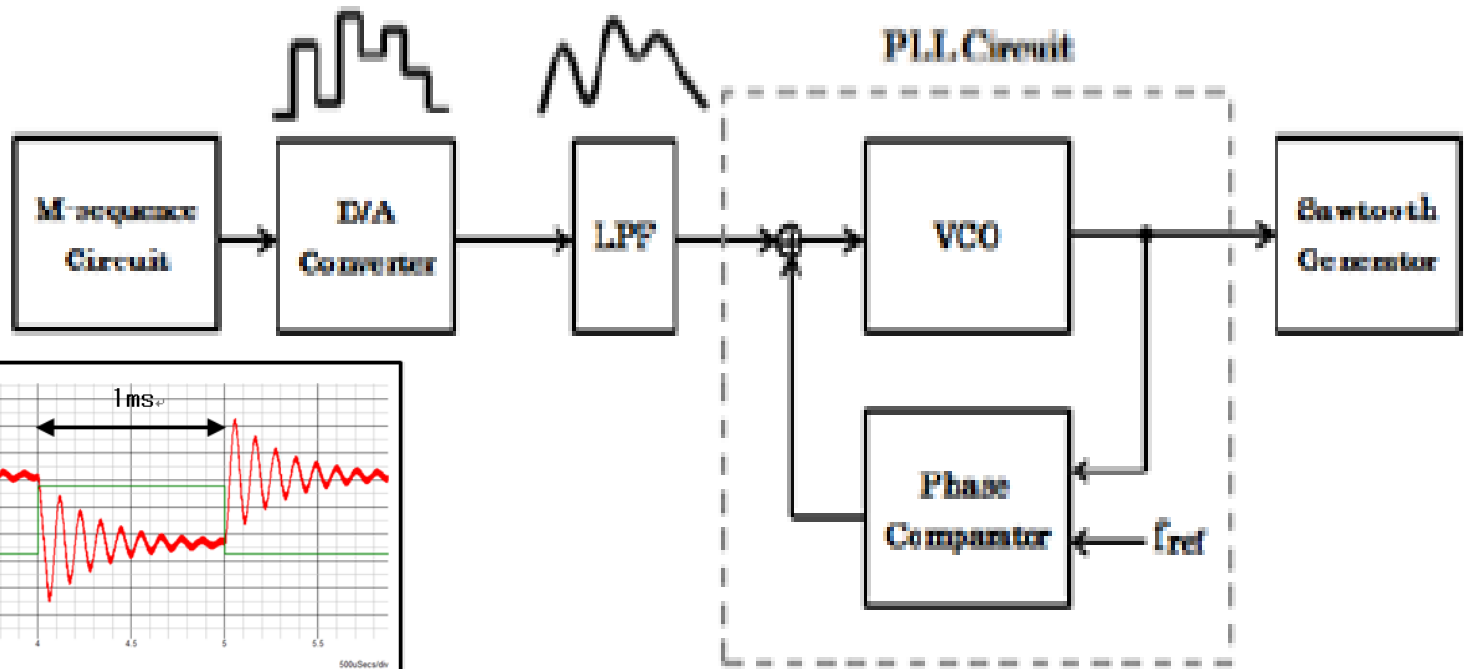 PLL Circuit
M-sequence
Circuit
D/A
Converter
LPF
VCO
Sawtooth
Generator
Phase
Comparator
fref
1ms
4
4.5
5
5.5
500uSecs/div